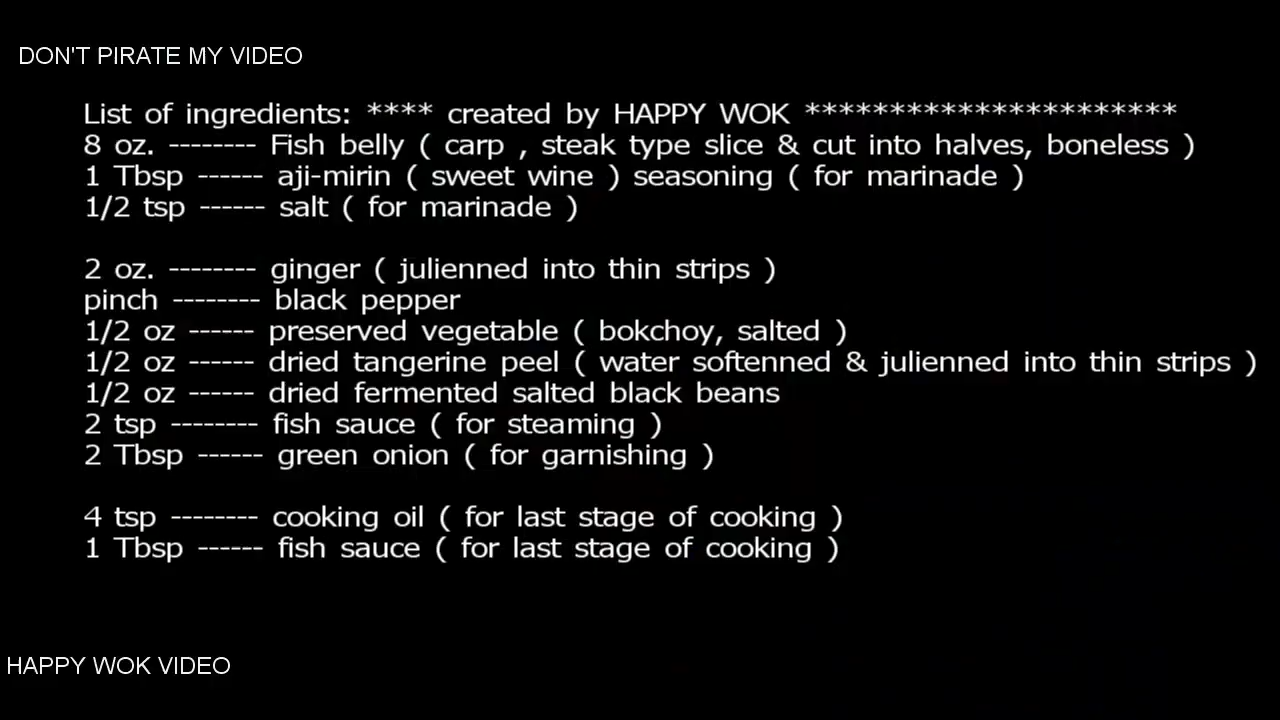 DON'T PIRATE MY VIDEO
List of ingredients: **** created by HAPPY WOK **********************
8 oz. -------- Fish belly ( carp , steak type slice & cut into halves, boneless )
1 Tbsp ------ aji-mirin ( sweet wine ) seasoning ( for marinade )
1/2 tsp ------ salt ( for marinade )
2 oz. -------- ginger ( julienned into thin strips )
pinch -------- black pepper
1/2 oz ------ preserved vegetable ( bokchoy, salted )
1/2 oz ------ dried tangerine peel ( water softenned & julienned into thin strips )
1/2 oz ------ dried fermented salted black beans
2 tsp -------- fish sauce ( for steaming )
2 Tbsp ------ green onion ( for garnishing )
4 tsp -------- cooking oil ( for last stage of cooking )
1 Tbsp ------ fish sauce ( for last stage of cooking )
HAPPY WOK VIDEO